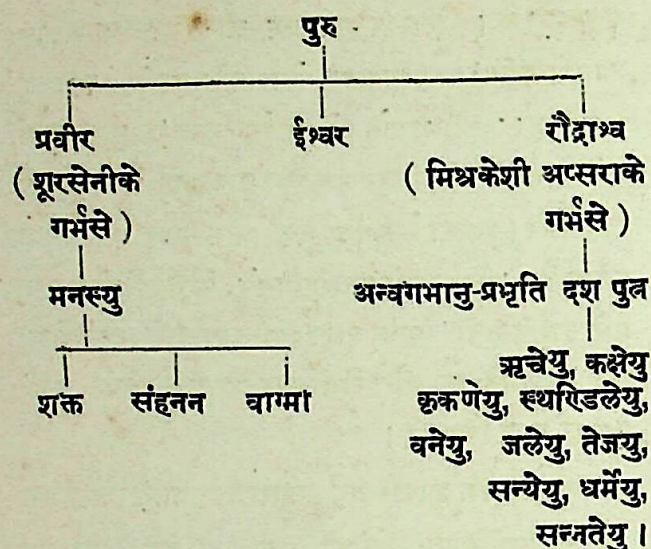 पुरु
प्रवीर ईश्वर रौद्राश्व
( शूरसेनीके ( मिश्रकेशी अप्सराके
गर्भसे ) गर्भसे )
मनस्यु अन्वगभानु-प्रभृति दश पुत्र
ऋचेयु, कक्षेयु
शक्त संहनन वाग्मी कृकणेयु, स्थण्डिलेयु,
वनेयु, जलेयु, तेजयु,
सन्येयु, धर्मेयु,
सन्नतेयु ।